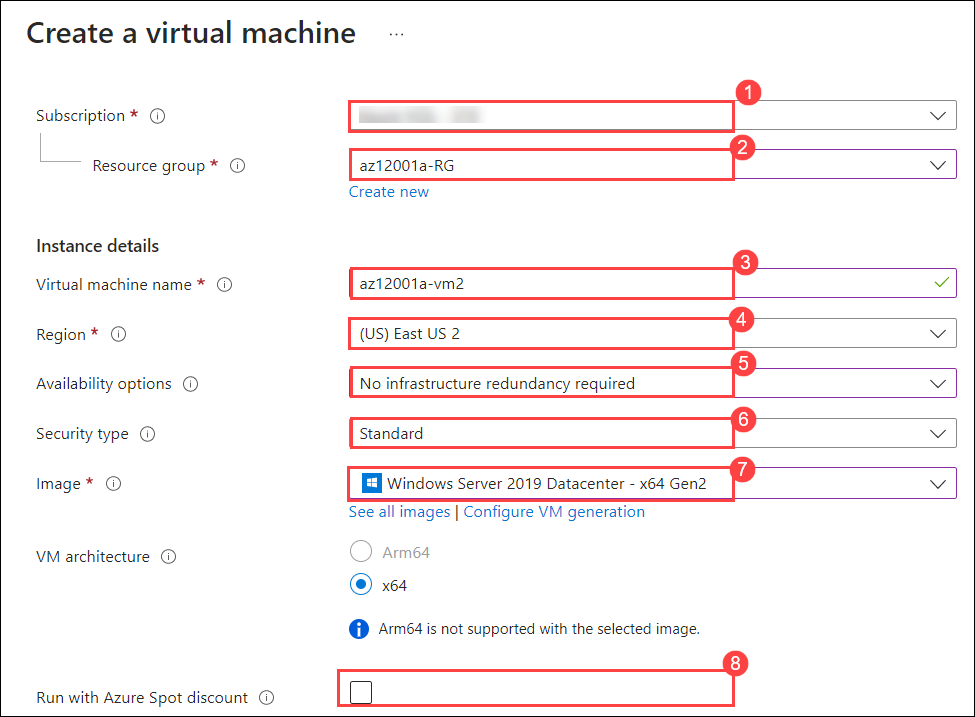 Create a virtual machine ...
1
Subscription *
2
Resource group * az12001a-RG
Create new
Instance details
3
Virtual machine name * az12001a-vm2
4
Region * (US) East US 2
5
Availability options No infrastructure redundancy required
6
Security type Standard
7
Image * Windows Server 2019 Datacenter - x64 Gen2
See all images | Configure VM generation
VM architecture Arm64
x64
Arm64 is not supported with the selected image.
8
Run with Azure Spot discount